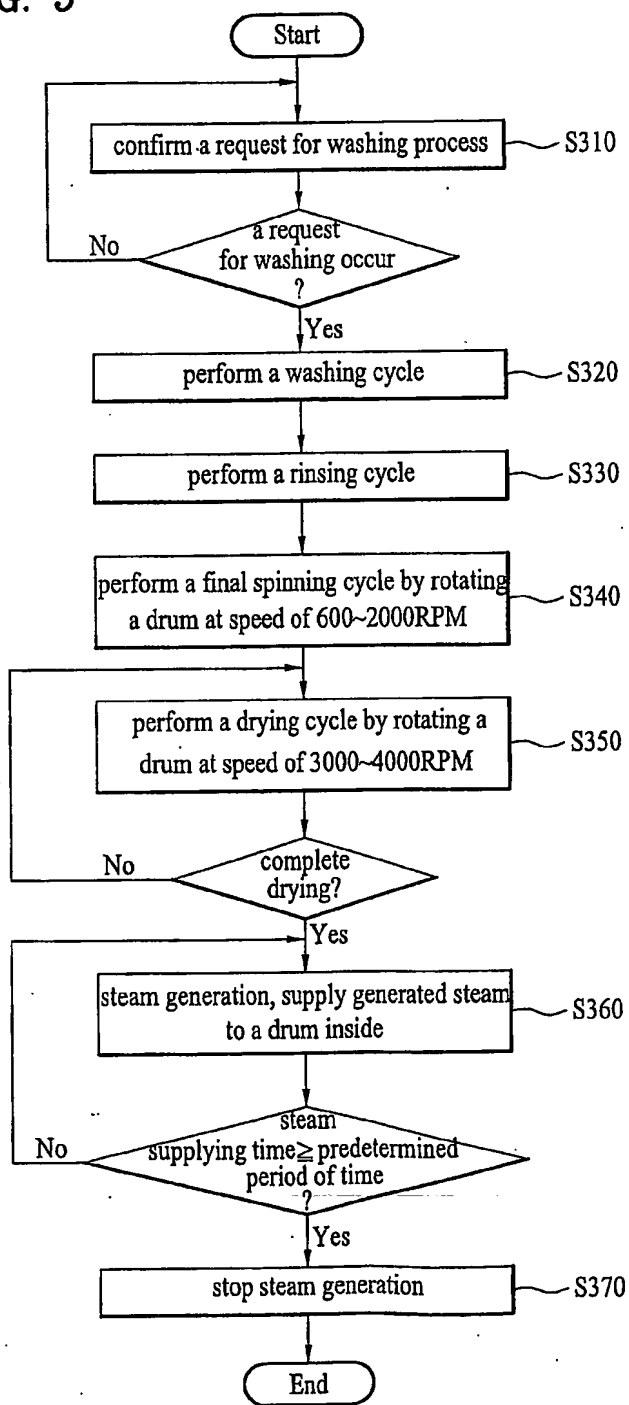 G. 3
Start
confirm a request for washing process
S310
a request
for washing occur
?
No
Yes
perform a washing cycle
S320
perform a rinsing cycle
S330
perform a final spinning cycle by rotating
a drum at speed of 600~2000RPM
S340
perform a drying cycle by rotating a
drum at speed of 3000~4000RPM
S350
complete
drying?
No
Yes
steam generation, supply generated steam
to a drum inside
S360
steam
supplying time≧predetermined
period of time
?
No
Yes
stop steam generation
S370
End